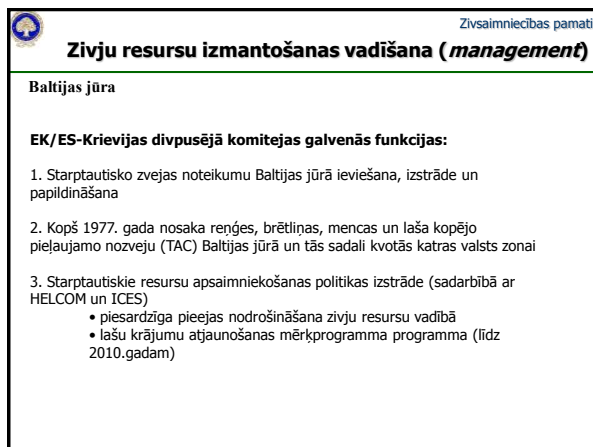 Zivsaimniecības pamati
Zivju resursu izmantošanas vadīšana (management)
Baltijas jūra
EK/ES-Krievijas divpusējā komitejas galvenās funkcijas:
1. Starptautisko zvejas noteikumu Baltijas jūrā ieviešana, izstrāde un
papildināšana
2. Kopš 1977. gada nosaka reņģes, brētliņas, mencas un laša kopējo
pieļaujamo nozveju (TAC) Baltijas jūrā un tās sadali kvotās katras valsts zonai
3. Starptautiskie resursu apsaimniekošanas politikas izstrāde (sadarbībā ar
HELCOM un ICES)
• piesardzīga pieejas nodrošināšana zivju resursu vadībā
• lašu krājumu atjaunošanas mērķprogramma programma (līdz
2010.gadam)